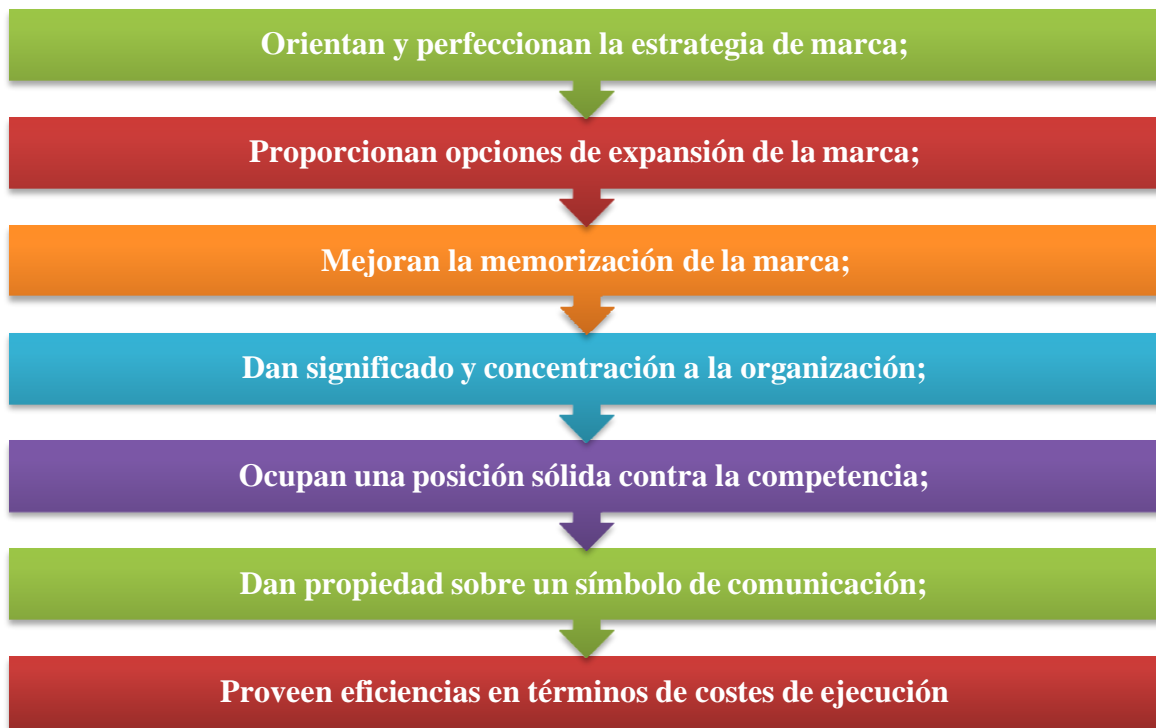 Orientan y perfeccionan la estrategia de marca;
Proporcionan opciones de expansión de la marca;
Mejoran la memorización de la marca;
Dan significado y concentración a la organización;
Ocupan una posición sólida contra la competencia;
Dan propiedad sobre un símbolo de comunicación;
Proveen eficiencias en términos de costes de ejecución